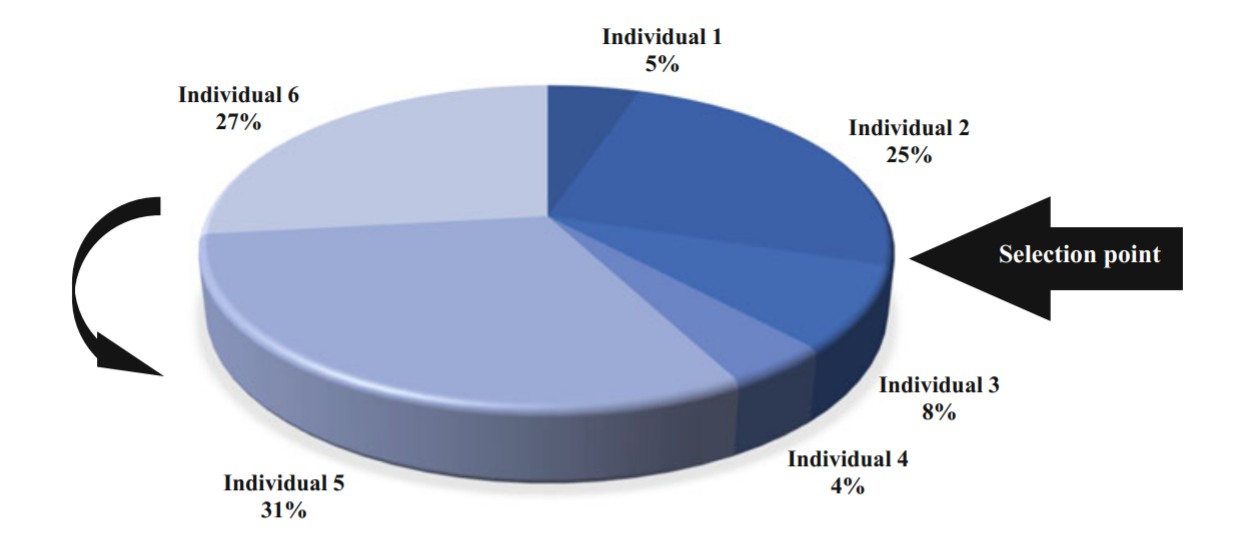 Individual 1
5%
Individual 6
27%
Individual 2
25%
Selection point
Individual 3
8%
Individual 4
4%
Individual 5
31%